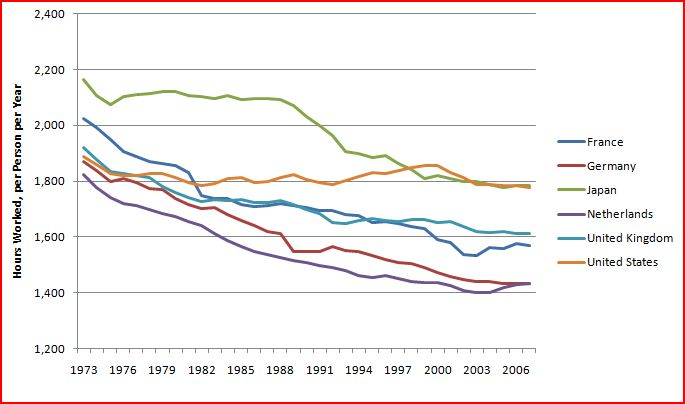 2,400
2,200
2,000
1,800
1,600
1,400
1,200
Hours Worked, per Person per Year
1973 1976 1979 1982 1985 1988 1991 1994 1997 2000 2003 2006
France
Germany
Japan
Netherlands
United Kingdom
United States